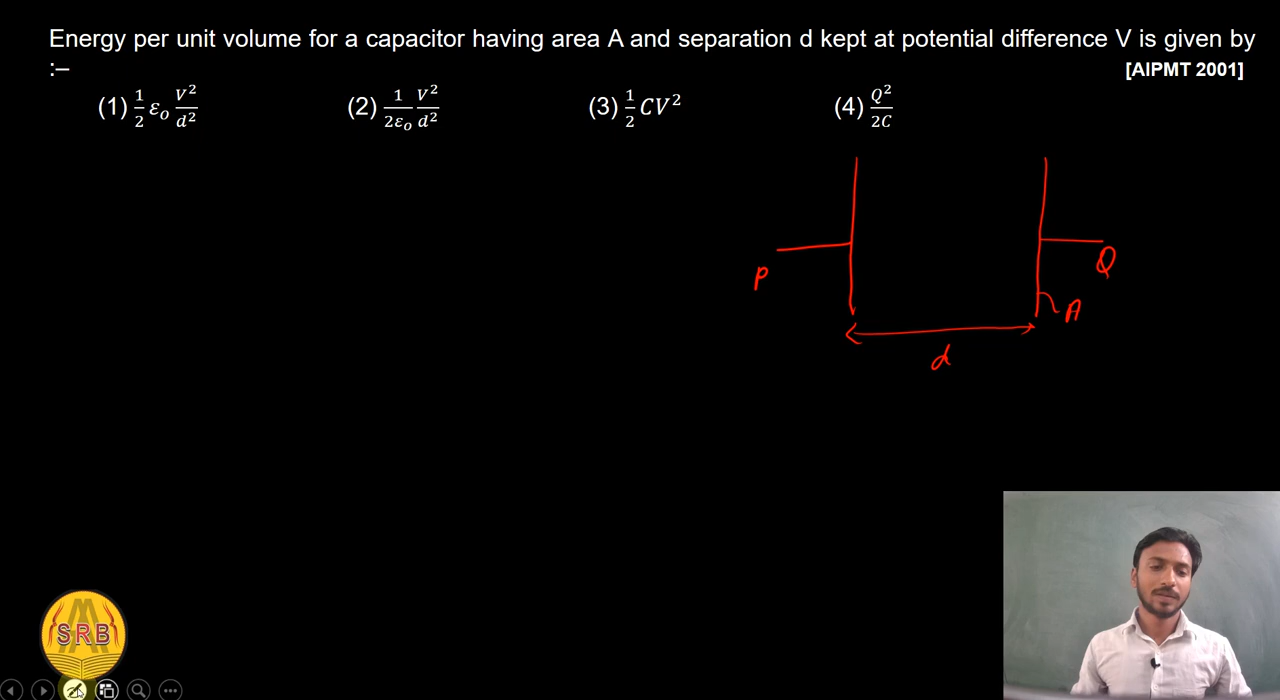 Energy per unit volume for a capacitor having area A and separation d kept at potential difference V is given by
:– [AIPMT 2001]
(1) 1/2 ε₀ V²/d² (2) 1/2ε₀ V²/d² (3) 1/2 CV² (4) Q²/2C
P
Q
A
d
SRB